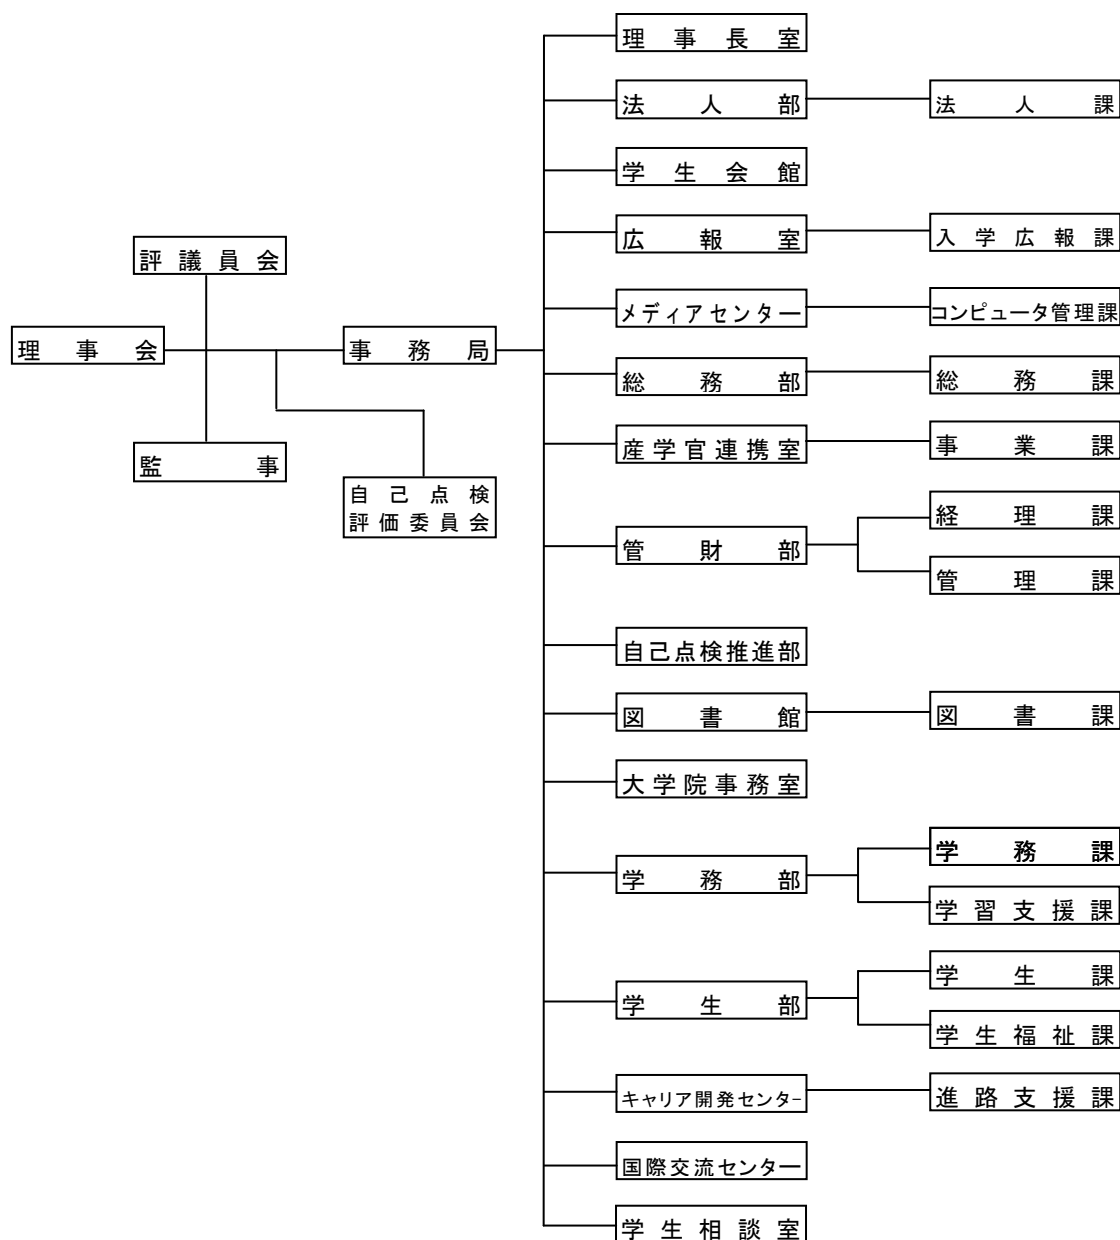 理事長室
法人部
法人課
学生会館
広報室
入学広報課
評議員会
メディアセンター
コンピュータ管理課
理事会
事務局
総務部
総務課
産学官連携室
事業課
監事
自己点検
評価委員会
管財部
経理課
管理課
自己点検推進部
図書館
図書課
大学院事務室
学務部
学務課
学習支援課
学生部
学生課
学生福祉課
キャリア開発センター
進路支援課
国際交流センター
学生相談室